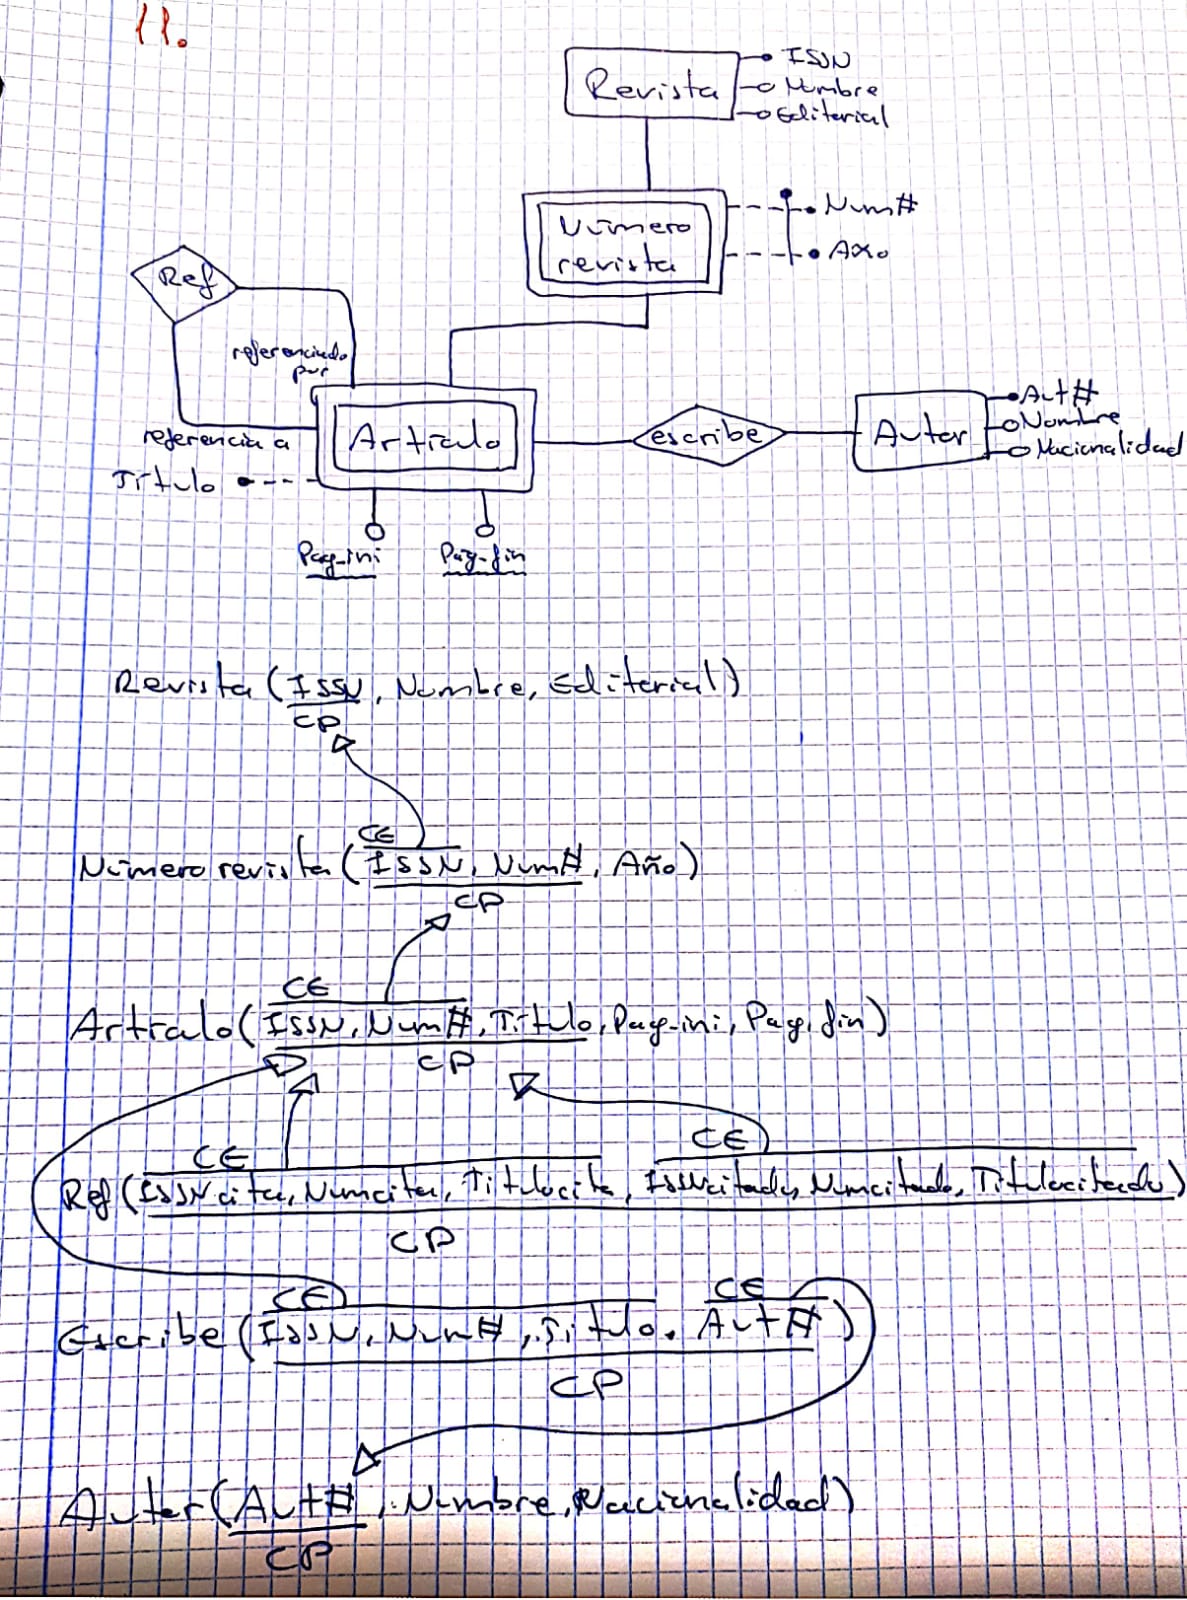 11.
Revista
ISSN
Nombre
Editorial
Número
revista
Num#
Año
Ref
referenciado
por
referencia a
Artículo
escribe
Autor
Aut#
Nombre
Nacionalidad
Título
Pag-ini
Pag-fin
Revista (ISSN, Nombre, Editorial)
CP
CE
Número revista (ISSN, Num#, Año)
CP
CE
Artículo (ISSN, Num#, Título, Pag-ini, Pag.fin)
CP
CE CE
Ref (ISSNcita, Numcita, Titulocita, ISSNcitado, Numcitado, Titulocitado)
CP
CE CE
Escribe (ISSN, Num#, Titulo, Aut#)
CP
Autor (Aut#, Nombre, Nacionalidad)
CP